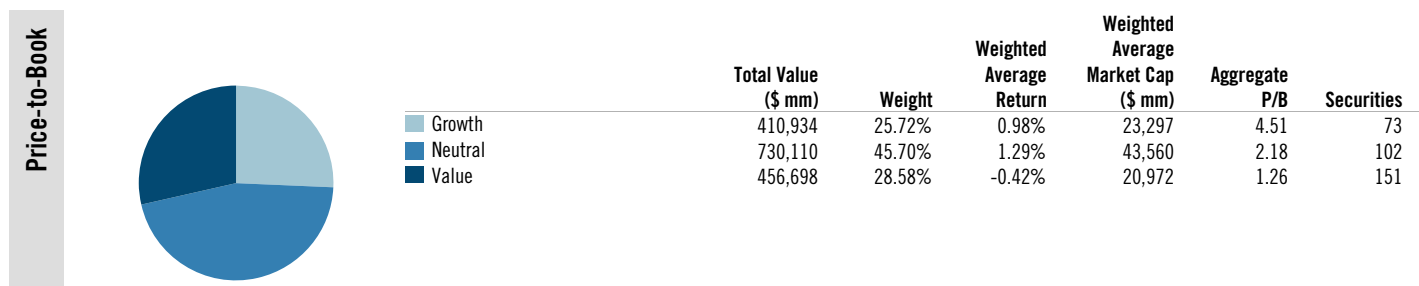 Price-to-Book
Weighted
Weighted Average
Total Value Average Market Cap Aggregate
($ mm) Weight Return ($ mm) P/B Securities
Growth 410,934 25.72% 0.98% 23,297 4.51 73
Neutral 730,110 45.70% 1.29% 43,560 2.18 102
Value 456,698 28.58% -0.42% 20,972 1.26 151